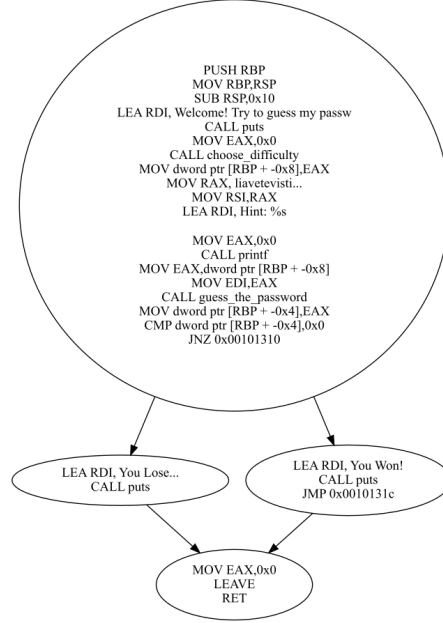 PUSH RBP
MOV RBP,RSP
SUB RSP,0x10
LEA RDI, Welcome! Try to guess my passw
CALL puts
MOV EAX,0x0
CALL choose_difficulty
MOV dword ptr [RBP + -0x8],EAX
MOV RAX, liavetevisti...
MOV RSI,RAX
LEA RDI, Hint: %s
MOV EAX,0x0
CALL printf
MOV EAX,dword ptr [RBP + -0x8]
MOV EDI,EAX
CALL guess_the_password
MOV dword ptr [RBP + -0x4],EAX
CMP dword ptr [RBP + -0x4],0x0
JNZ 0x00101310
LEA RDI, You Lose...
CALL puts
LEA RDI, You Won!
CALL puts
JMP 0x0010131c
MOV EAX,0x0
LEAVE
RET